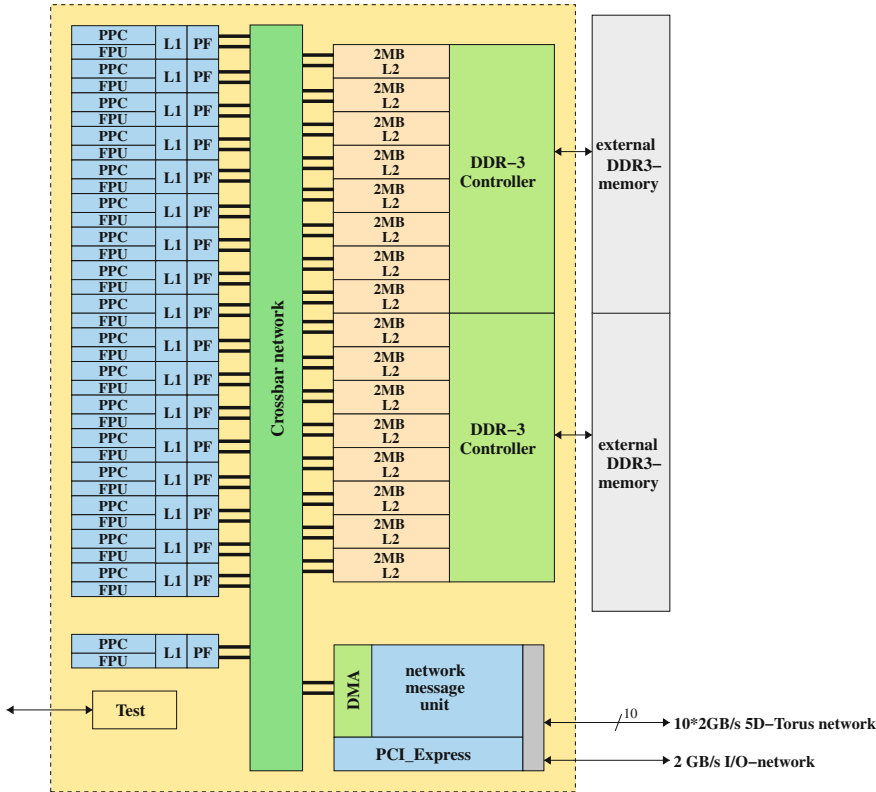 PPC
L1 PF
FPU
PPC
L1 PF
FPU
PPC
L1 PF
FPU
PPC
L1 PF
FPU
PPC
L1 PF
FPU
PPC
L1 PF
FPU
PPC
L1 PF
FPU
PPC
L1 PF
FPU
PPC
L1 PF
FPU
PPC
L1 PF
FPU
PPC
L1 PF
FPU
PPC
L1 PF
FPU
PPC
L1 PF
FPU
PPC
L1 PF
FPU
PPC
L1 PF
FPU
PPC
L1 PF
FPU
PPC
L1 PF
FPU
PPC
L1 PF
FPU
Test
Crossbar network
2MB
L2
2MB
L2
2MB
L2
2MB
L2
2MB
L2
2MB
L2
2MB
L2
2MB
L2
2MB
L2
2MB
L2
2MB
L2
2MB
L2
2MB
L2
2MB
L2
2MB
L2
2MB
L2
DDR-3
Controller
DDR-3
Controller
external
DDR3-
memory
external
DDR3-
memory
DMA
network
message
unit
PCI_Express
10
10*2GB/s 5D-Torus network
2 GB/s I/O-network